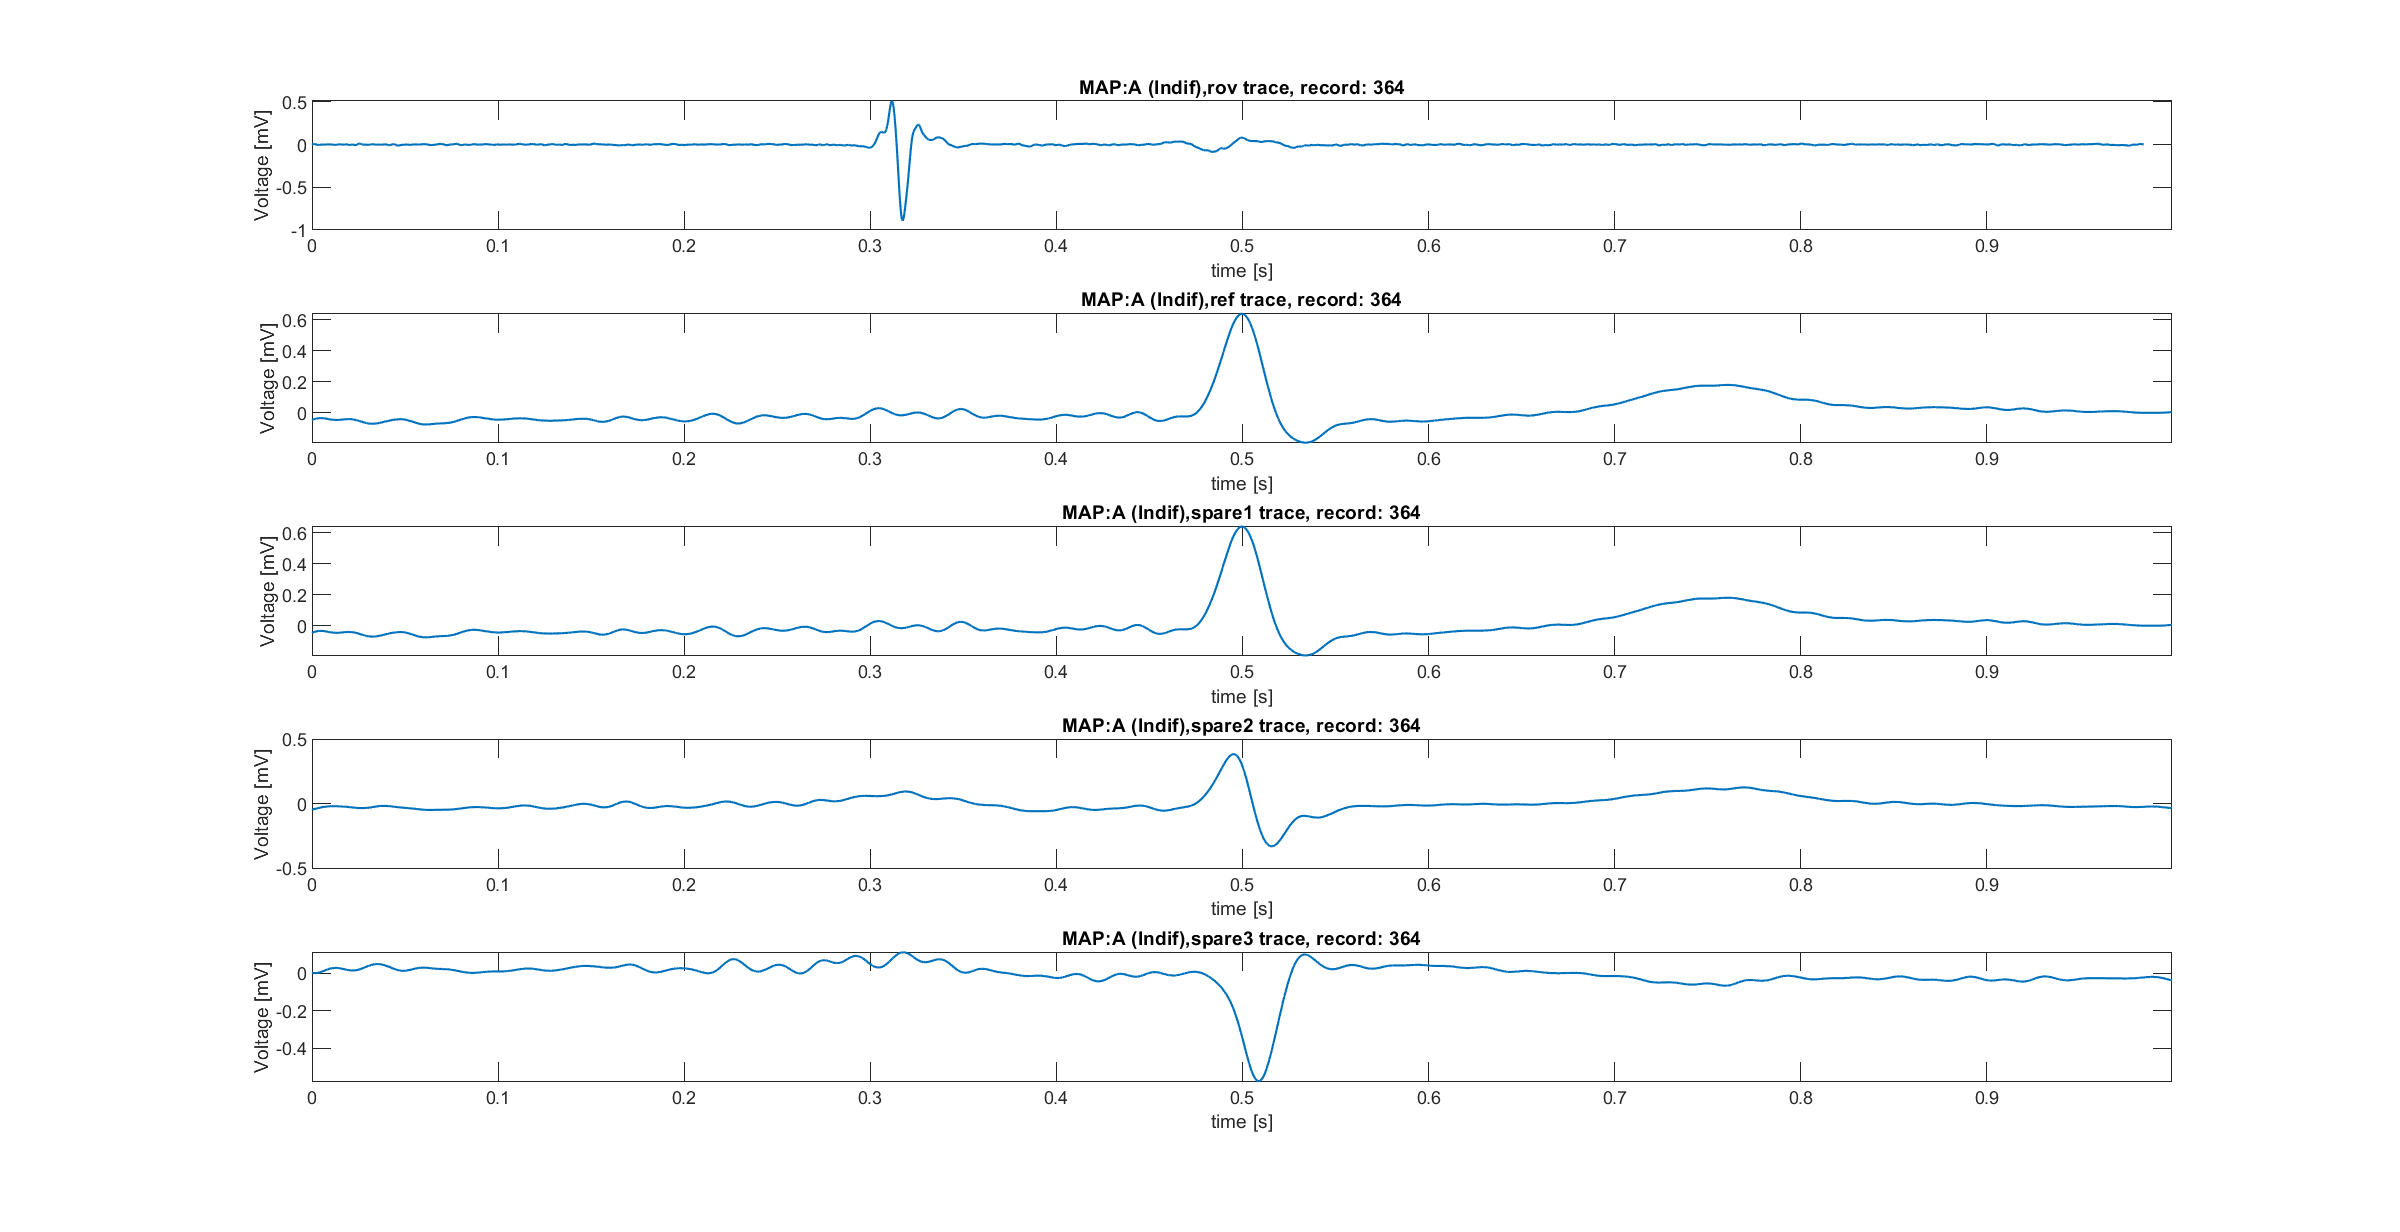 MAP:A (Indif),rov trace, record: 364
Voltage [mV]
0.5
0
-0.5
-1
0 0.1 0.2 0.3 0.4 0.5 0.6 0.7 0.8 0.9
time [s]
MAP:A (Indif),ref trace, record: 364
Voltage [mV]
0.6
0.4
0.2
0
0 0.1 0.2 0.3 0.4 0.5 0.6 0.7 0.8 0.9
time [s]
MAP:A (Indif),spare1 trace, record: 364
Voltage [mV]
0.6
0.4
0.2
0
0 0.1 0.2 0.3 0.4 0.5 0.6 0.7 0.8 0.9
time [s]
MAP:A (Indif),spare2 trace, record: 364
Voltage [mV]
0.5
0
-0.5
0 0.1 0.2 0.3 0.4 0.5 0.6 0.7 0.8 0.9
time [s]
MAP:A (Indif),spare3 trace, record: 364
Voltage [mV]
0
-0.2
-0.4
0 0.1 0.2 0.3 0.4 0.5 0.6 0.7 0.8 0.9
time [s]